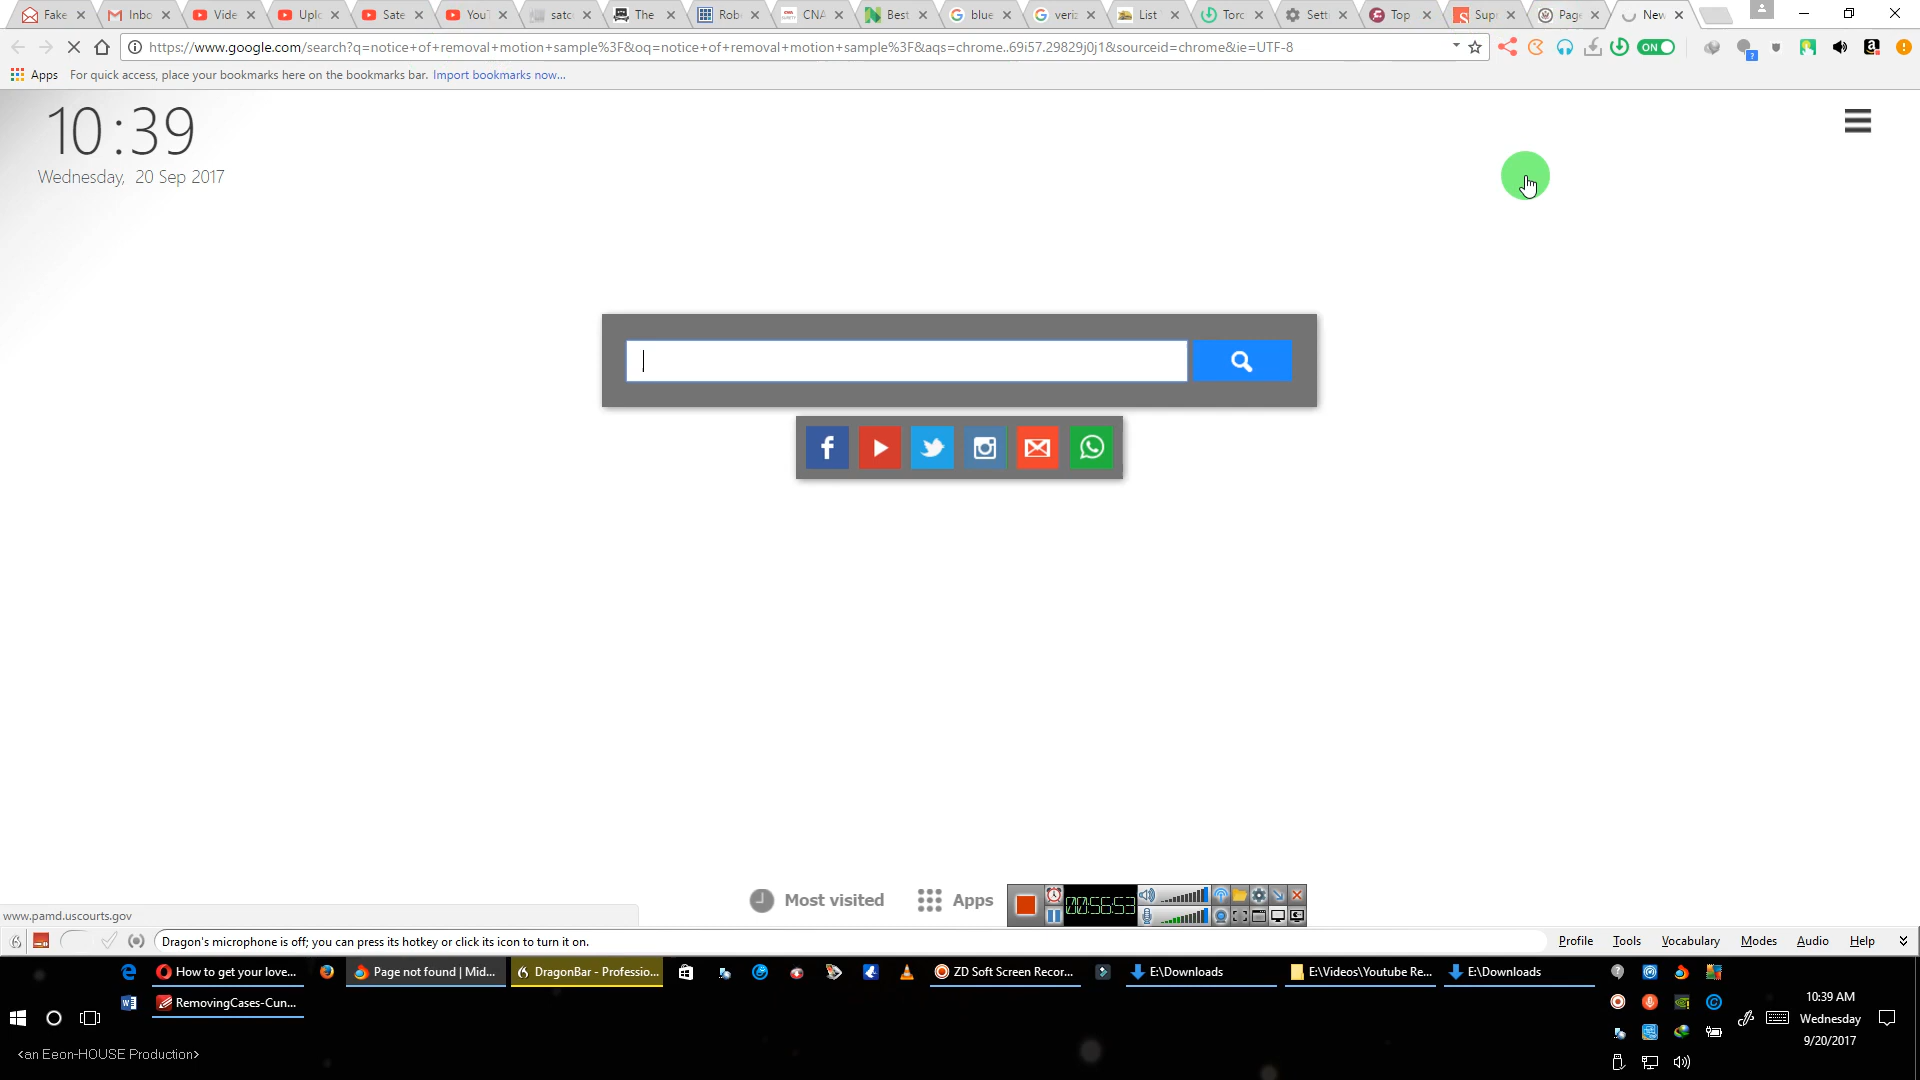 Fake
Inbo
Vide
Uplo
Sate
YouT
satc
The
Rob
CNA
Best
blue
veriz
List
Torc
Sett
Top
Sup
Page
New
https://www.google.com/search?q=notice+of+removal+motion+sample%3F&oq=notice+of+removal+motion+sample%3F&aqs=chrome..69i57.29829j0j1&sourceid=chrome&ie=UTF-8
ON
Apps For quick access, place your bookmarks here on the bookmarks bar. Import bookmarks now...
10:39
Wednesday, 20 Sep 2017
Most visited
Apps
00:56:53
www.pamd.uscourts.gov
Dragon's microphone is off; you can press its hotkey or click its icon to turn it on.
Profile Tools Vocabulary Modes Audio Help
How to get your love...
Page not found | Mid...
DragonBar - Professio...
ZD Soft Screen Recor...
E:\Downloads
E:\Videos\Youtube Re...
E:\Downloads
RemovingCases-Cun...
10:39 AM
Wednesday
9/20/2017
<an Eeon-HOUSE Production>